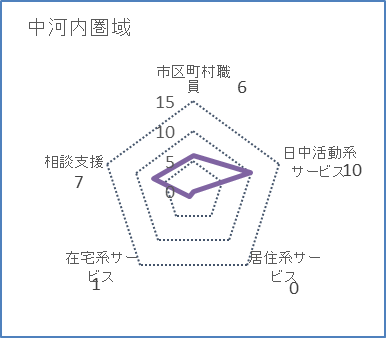 中河内圏域
市区町村職
員
6
15
10
5
0
日中活動系
サービス
10
相談支援
7
在宅系サー
ビス
1
居住系サー
ビス
0